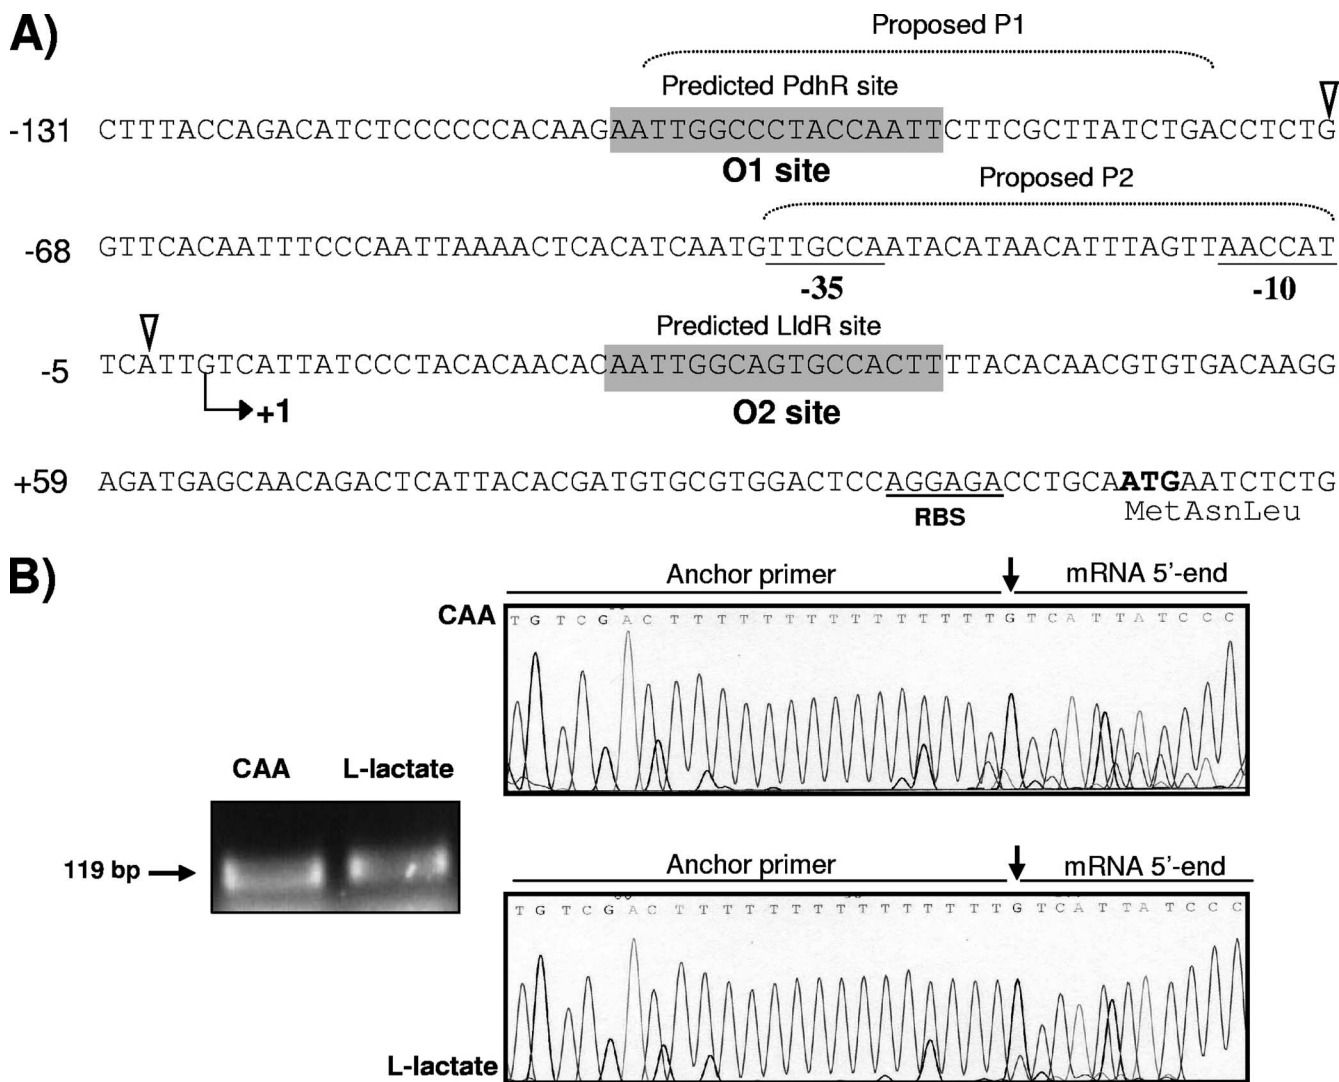 A)
Proposed P1
Predicted PdhR site
-131 CTTTACCAGACATCTCCCCCCACAAGAATTGGCCCTACCAATTCTTCGCTTATCTGACCTCTG
O1 site
Proposed P2
-68 GTTCACAATTTCCCAATTAAAACTCACATCAATGTTGCCAATACATAACATTTAGTTAACCAT
-35 -10
Predicted LldR site
-5 TCATTGTCATTATCCCTACACAACACAATTGGCAGTGCCACTTTTACACAACGTGTGACAAGG
+1
O2 site
+59 AGATGAGCAACAGACTCATTACACGATGTGCGTGGACTCCAGGAGACCTGCAATGAATCTCTG
RBS
MetAsnLeu
B)
Anchor primer mRNA 5'-end
CAA
TGTCGACTTTTTTTTTTTTTTTGTCATTATCCC
CAA L-lactate
119 bp
Anchor primer mRNA 5'-end
TGTCGACTTTTTTTTTTTTTTGTCATTATCCC
L-lactate